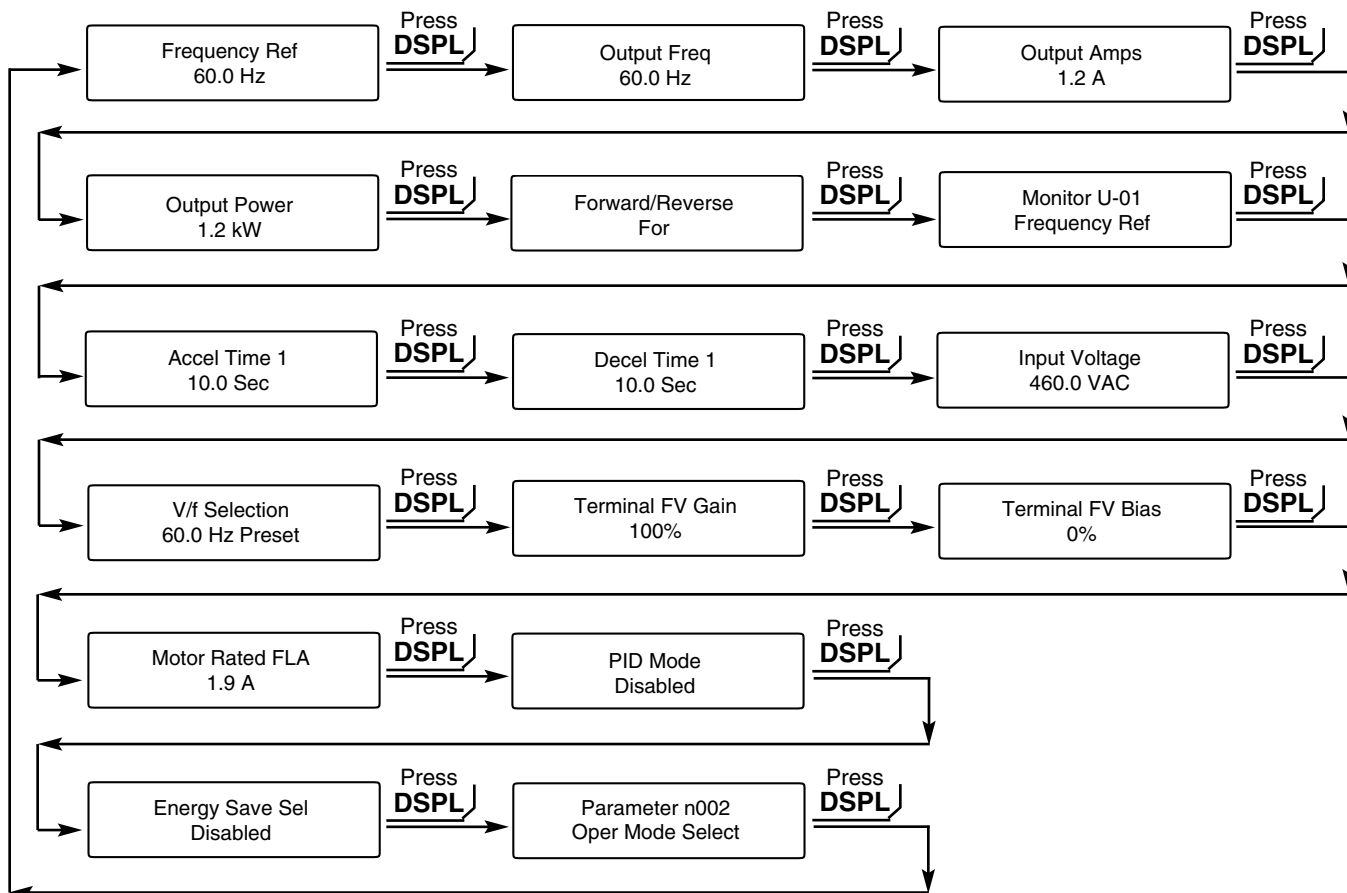 Frequency Ref
60.0 Hz
Press
DSPL
Output Freq
60.0 Hz
Press
DSPL
Output Amps
1.2 A
Press
DSPL
Output Power
1.2 kW
Press
DSPL
Forward/Reverse
For
Press
DSPL
Monitor U-01
Frequency Ref
Press
DSPL
Accel Time 1
10.0 Sec
Press
DSPL
Decel Time 1
10.0 Sec
Press
DSPL
Input Voltage
460.0 VAC
Press
DSPL
V/f Selection
60.0 Hz Preset
Press
DSPL
Terminal FV Gain
100%
Press
DSPL
Terminal FV Bias
0%
Press
DSPL
Motor Rated FLA
1.9 A
Press
DSPL
PID Mode
Disabled
Press
DSPL
Energy Save Sel
Disabled
Press
DSPL
Parameter n002
Oper Mode Select
Press
DSPL